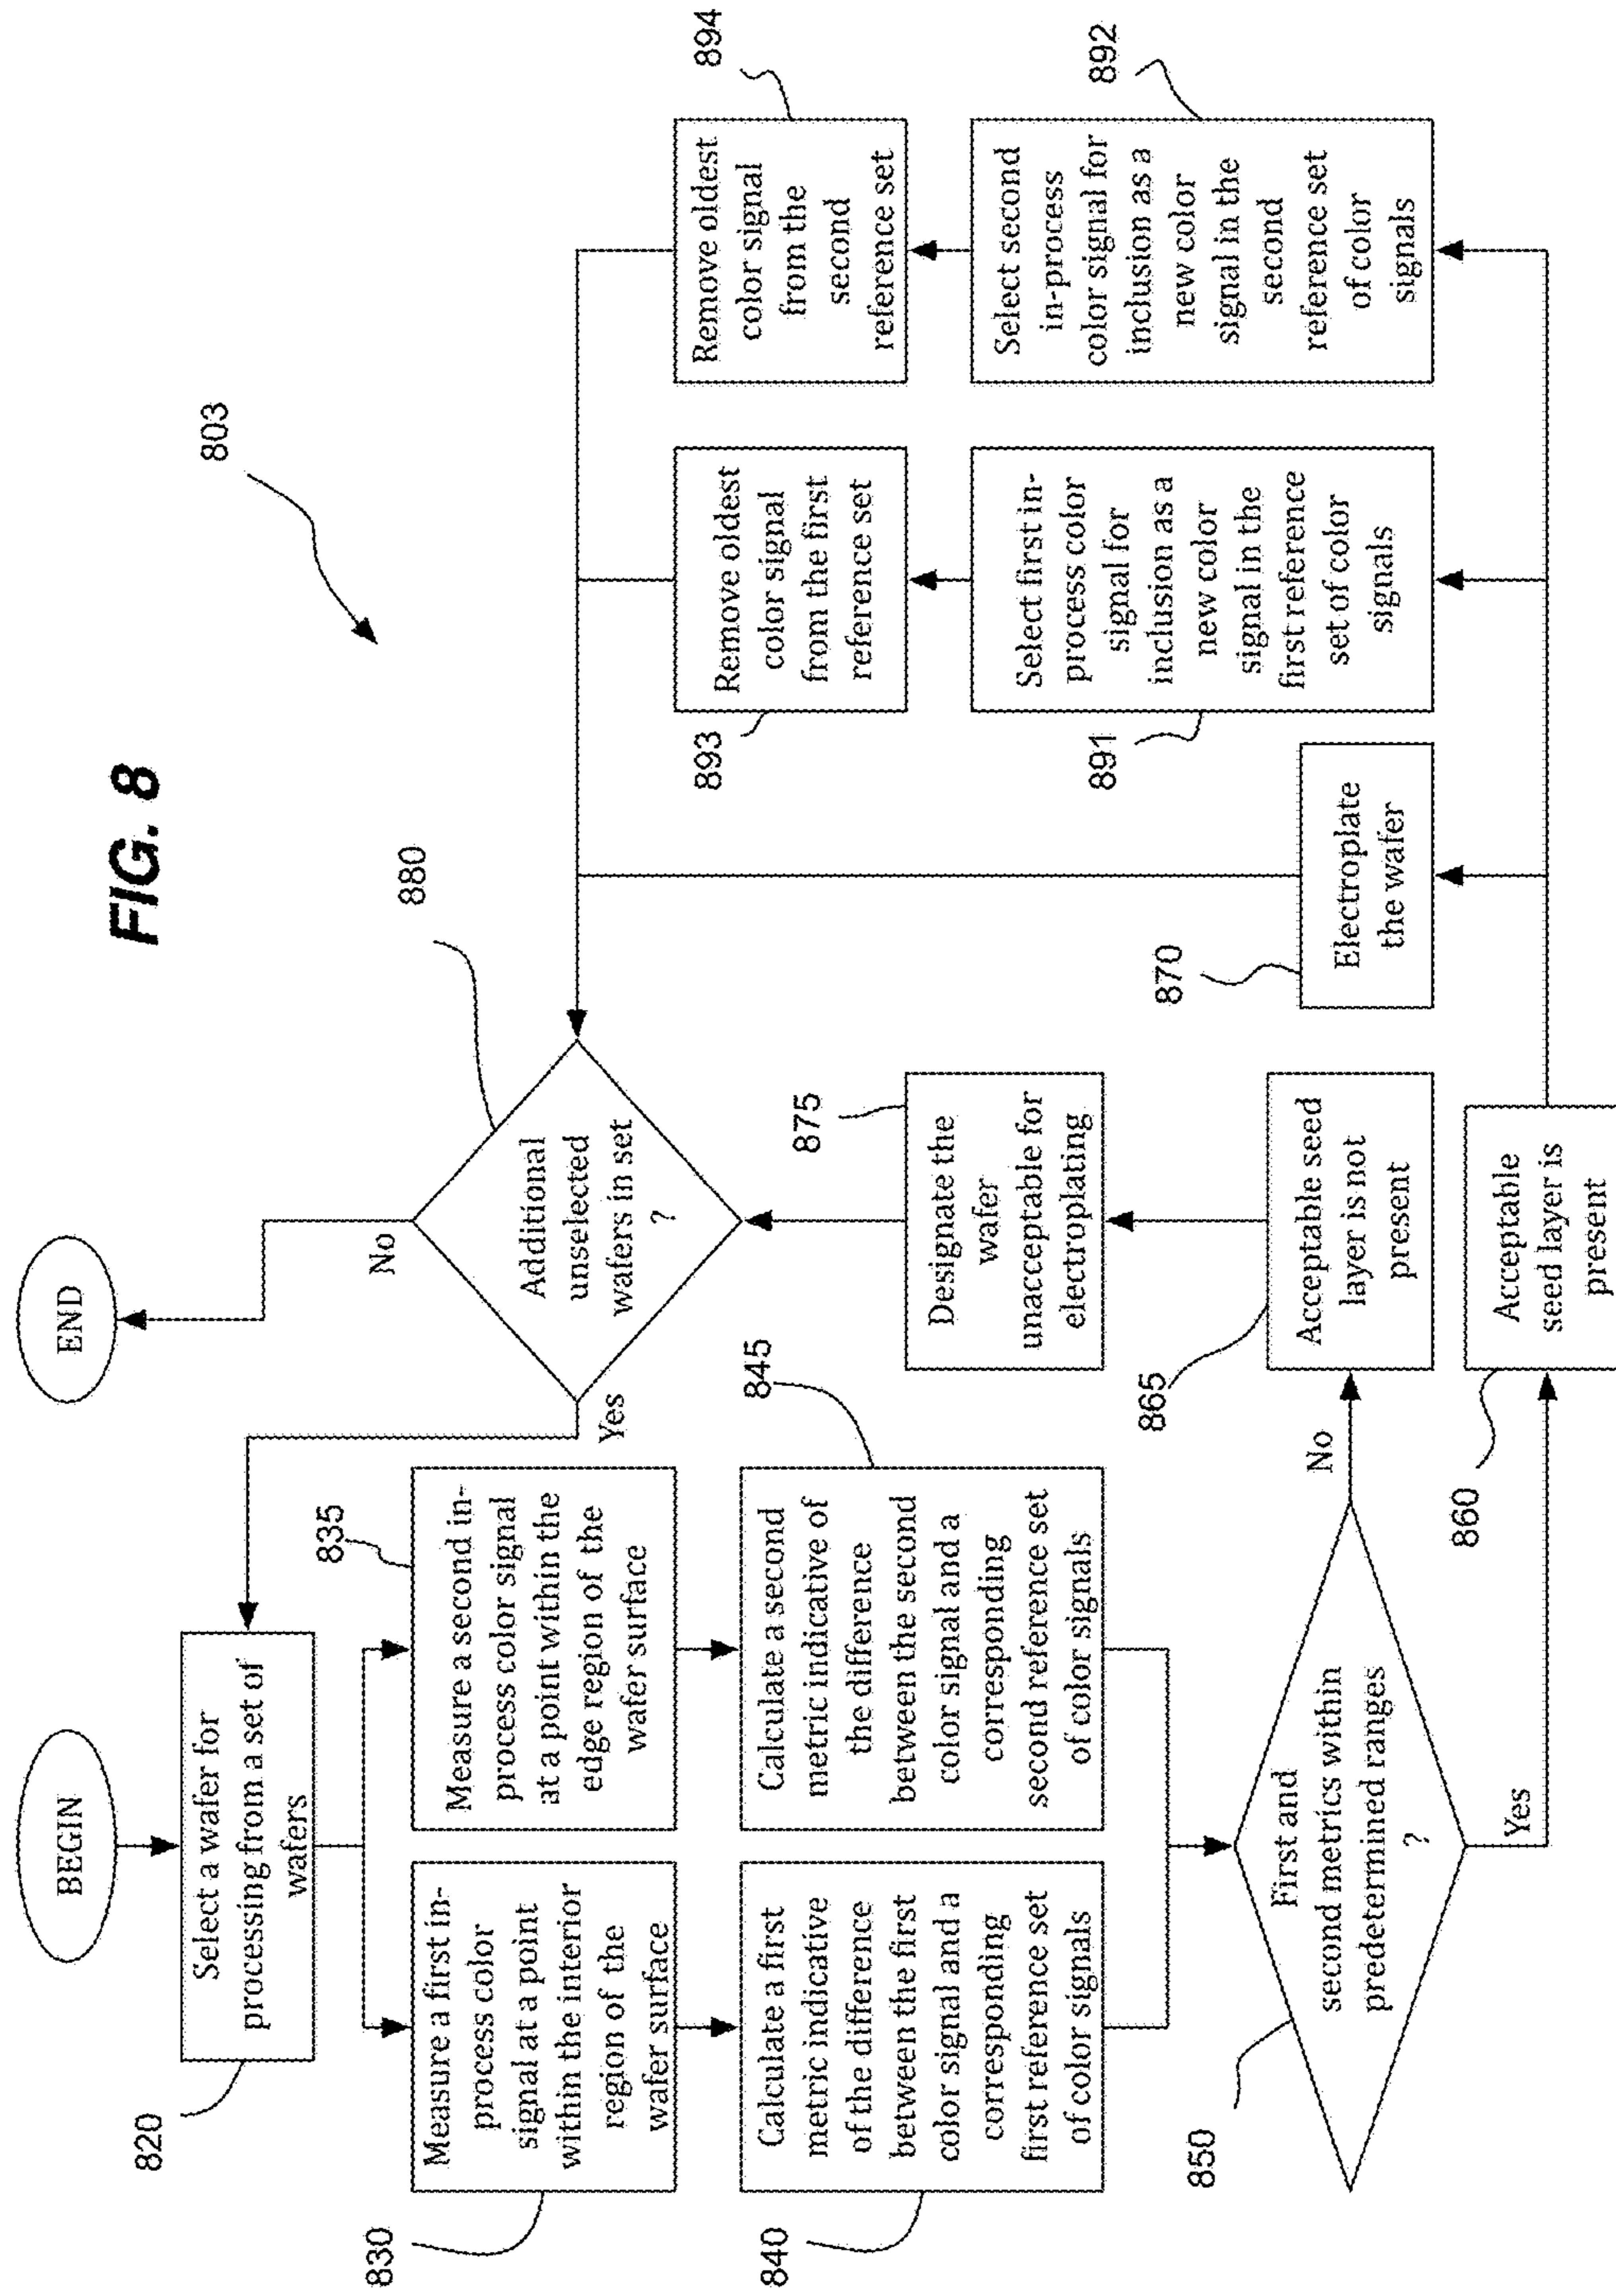 FIG. 8
803
BEGIN
820
Select a wafer for
processing from a set of
wafers
830
Measure a first in-
process color
signal at a point
within the interior
region of the
wafer surface
835
Measure a second in-
process color signal
at a point within the
edge region of the
wafer surface
840
Calculate a first
metric indicative
of the difference
between the first
color signal and a
corresponding
first reference set
of color signals
845
Calculate a second
metric indicative of
the difference
between the second
color signal and a
corresponding
second reference set
of color signals
850
First and
second metrics within
predetermined ranges
?
No
Yes
END
No
880
Additional
unselected
wafers in set
?
Yes
875
Designate the
wafer
unacceptable for
electroplating
865
Acceptable seed
layer is not
present
860
Acceptable
seed layer is
present
870
Electroplate
the wafer
893
Remove oldest
color signal
from the first
reference set
891
Select first in-
process color
signal for
inclusion as a
new color
signal in the
first reference
set of color
signals
894
Remove oldest
color signal
from the
second
reference set
892
Select second
in-process
color signal for
inclusion as a
new color
signal in the
second
reference set
of color
signals